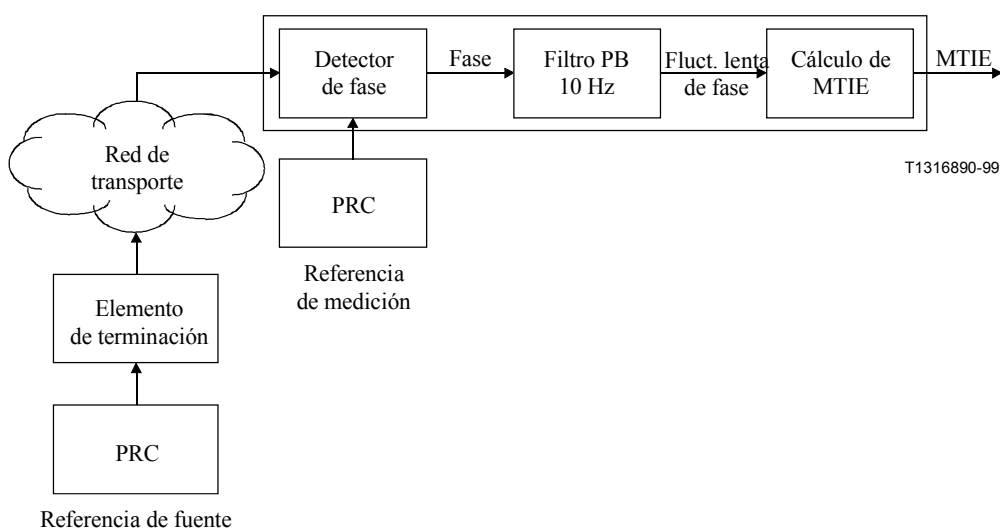 Detector
de fase
Fase
Filtro PB
10 Hz
Fluct. lenta
de fase
Cálculo de
MTIE
MTIE
T1316890-99
Red de
transporte
PRC
Referencia
de medición
Elemento
de terminación
PRC
Referencia de fuente